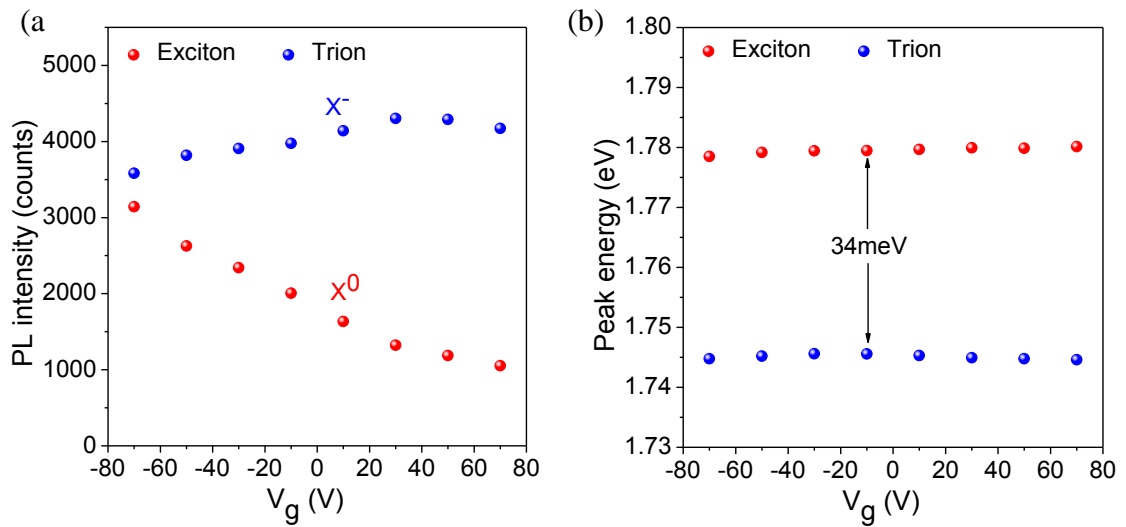 (a
Exciton Trion
5000
4000
3000
2000
1000
0
PL intensity (counts)
X-
X0
-80 -60 -40 -20 0 20 40 60 80
Vg (V)
(b)
Exciton Trion
1.80
1.79
1.78
1.77
1.76
1.75
1.74
1.73
Peak energy (eV)
34meV
-80 -60 -40 -20 0 20 40 60 80
Vg (V)